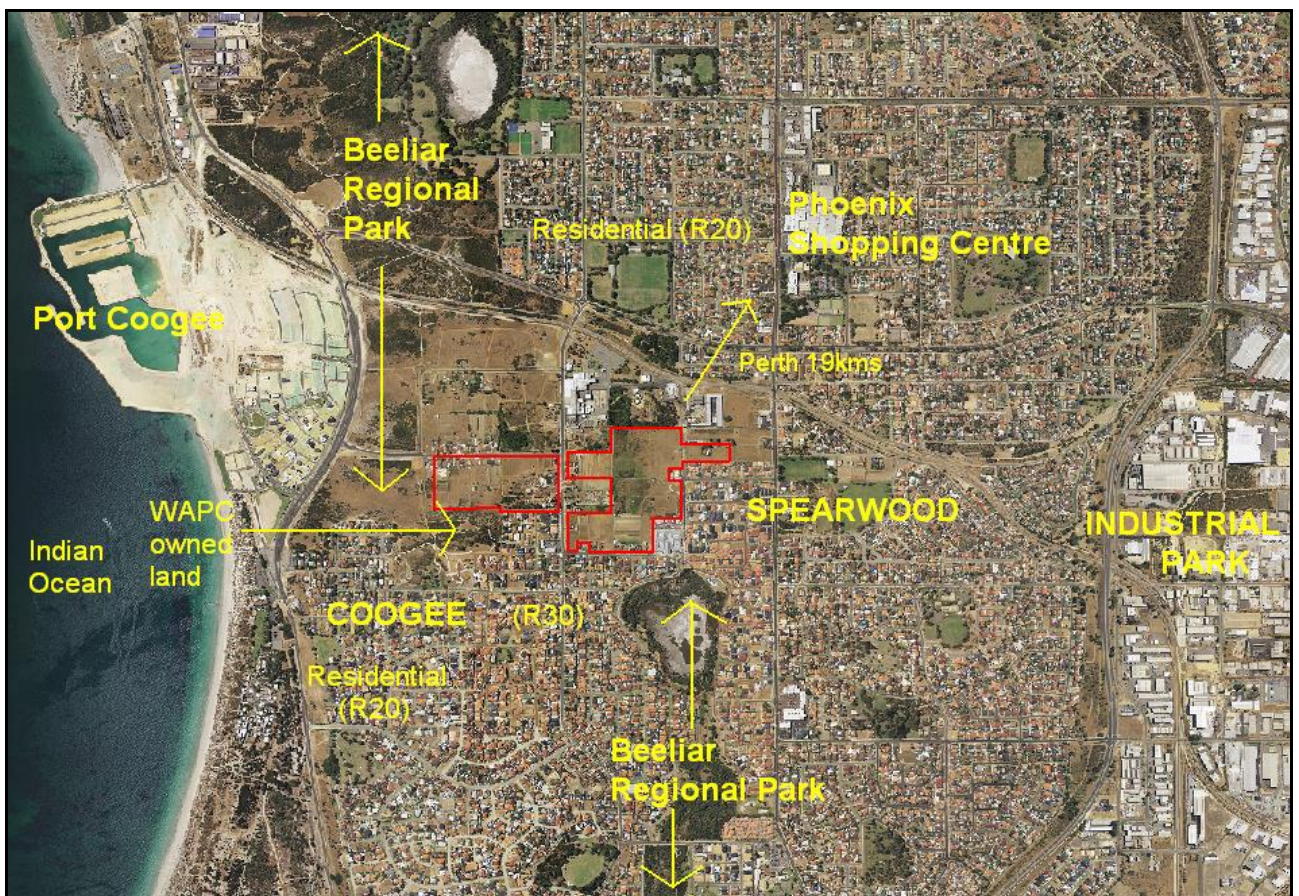 Beeliar
Regional
Park
Residential (R20)
Phoenix
Shopping Centre
Port Coogee
Perth 19kms
WAPC
owned
land
Indian
Ocean
SPEARWOOD
INDUSTRIAL
PARK
COOGEE (R30)
Residential
(R20)
Beeliar
Regional Park